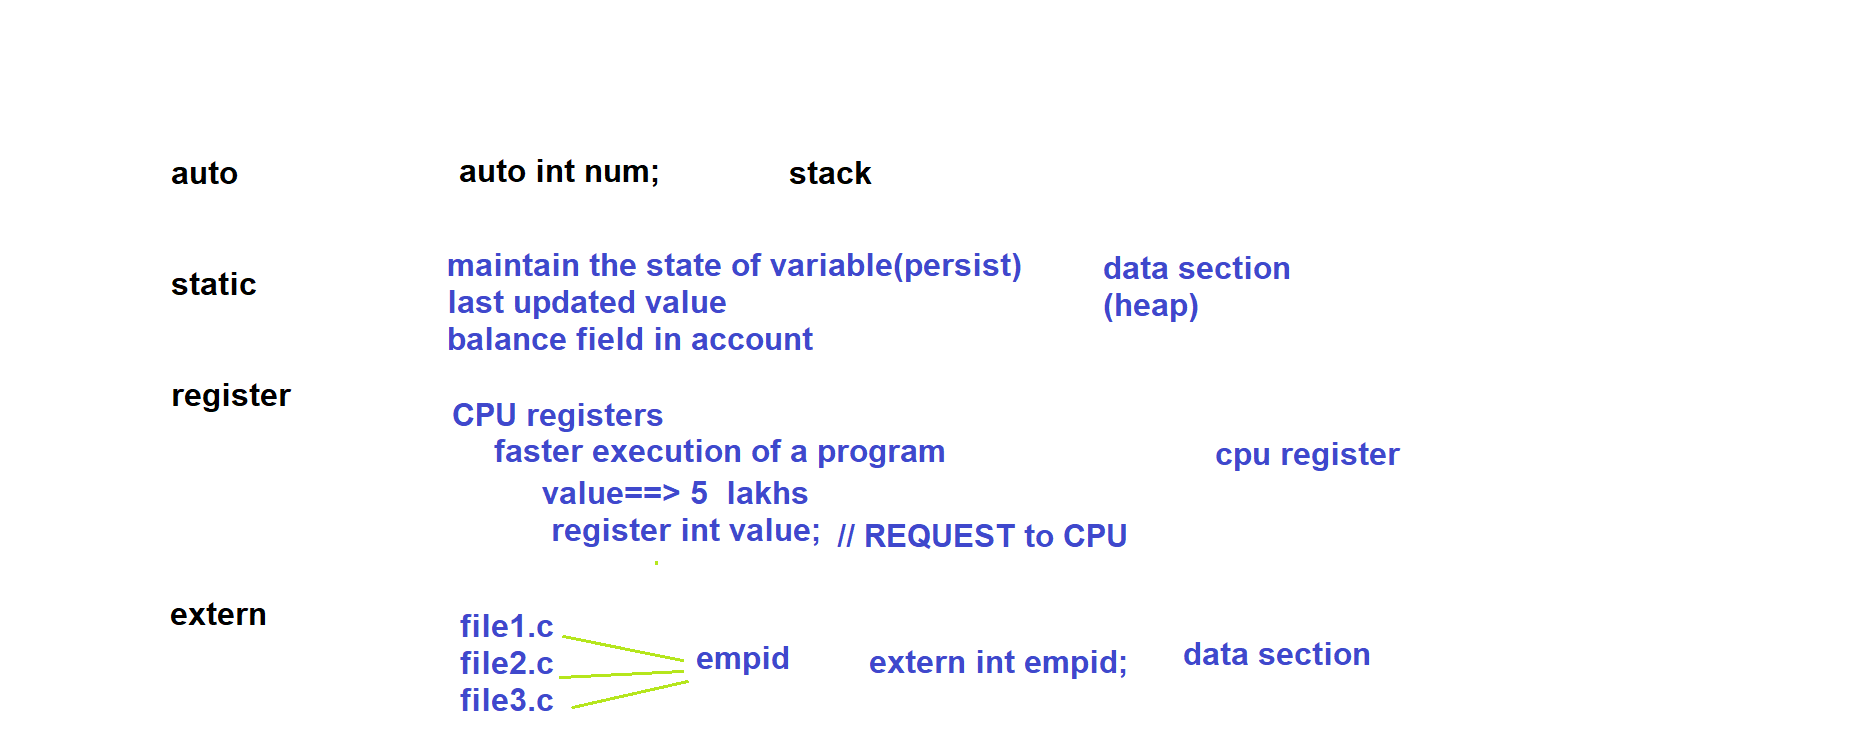 auto auto int num; stack
static maintain the state of variable(persist) data section
last updated value (heap)
balance field in account
register
CPU registers
faster execution of a program cpu register
value==> 5 lakhs
register int value; // REQUEST to CPU
extern
file1.c
file2.c empid extern int empid; data section
file3.c